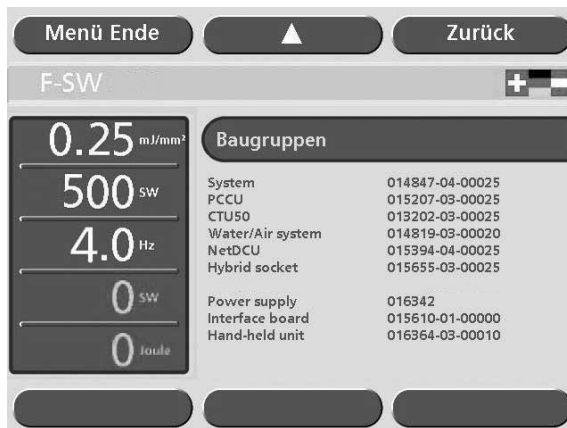 Menü Ende
Zurück
F-SW
0.25 mJ/mm²
500 SW
4.0 Hz
0 SW
0 Joule
Baugruppen
System 014847-04-00025
PCCU 015207-03-00025
CTU50 013202-03-00025
Water/Air system 014819-03-00020
NetDCU 015394-04-00025
Hybrid socket 015655-03-00025
Power supply 016342
Interface board 015610-01-00000
Hand-held unit 016364-03-00010